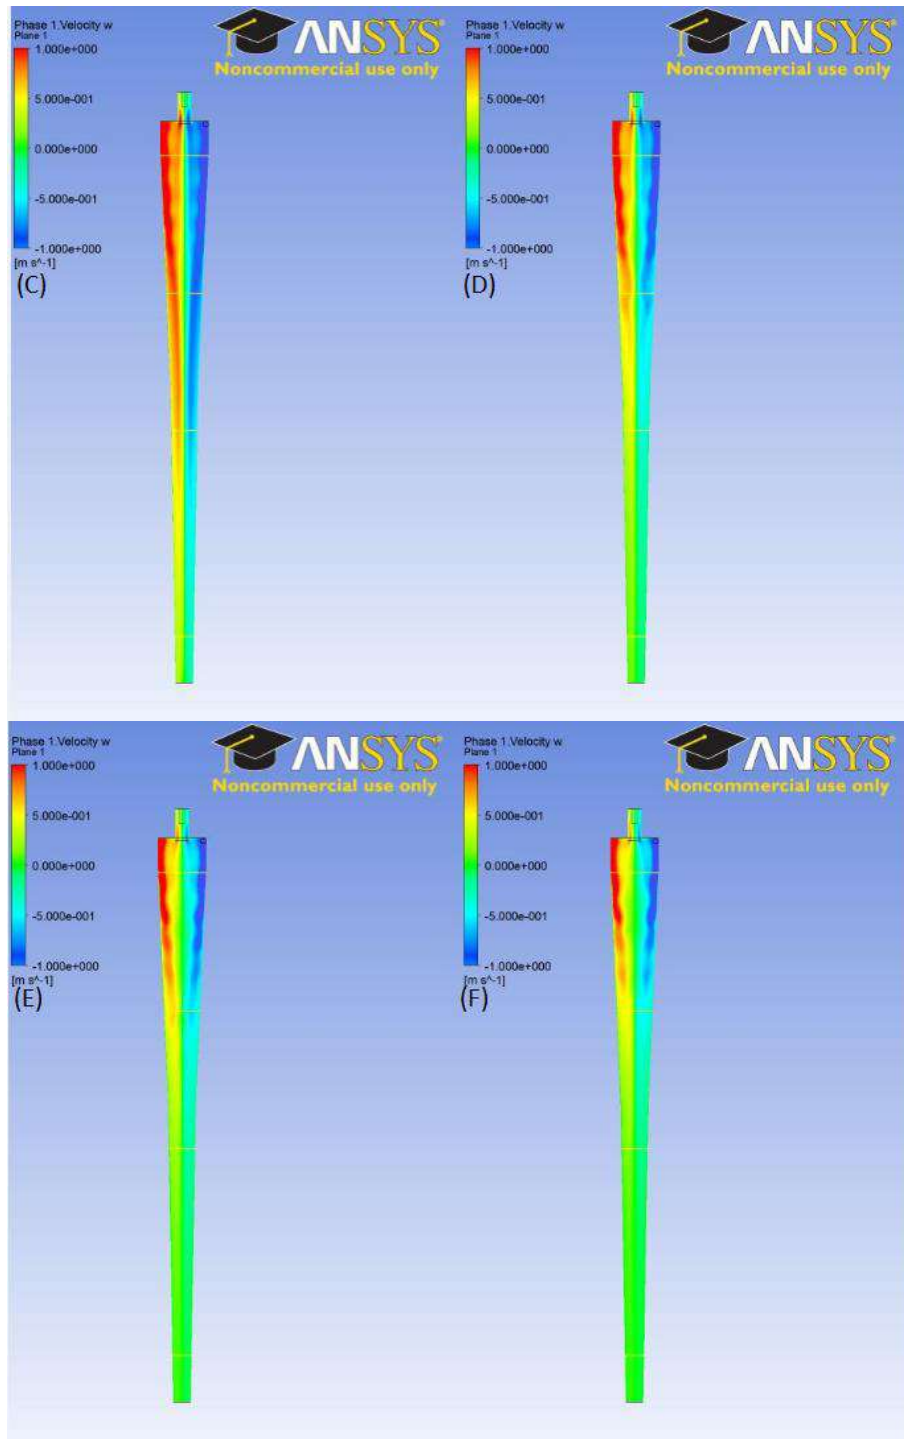 Phase 1.Velocity w
Plane 1
1.000e+000
5.000e-001
0.000e+000
-5.000e-001
-1.000e+000
[m s^-1]
(C)
ANSYS®
Noncommercial use only
Phase 1.Velocity w
Plane 1
1.000e+000
5.000e-001
0.000e+000
-5.000e-001
-1.000e+000
[m s^-1]
(D)
ANSYS®
Noncommercial use only
Phase 1.Velocity w
Plane 1
1.000e+000
5.000e-001
0.000e+000
-5.000e-001
-1.000e+000
[m s^-1]
(E)
ANSYS®
Noncommercial use only
Phase 1.Velocity w
Plane 1
1.000e+000
5.000e-001
0.000e+000
-5.000e-001
-1.000e+000
[m s^-1]
(F)
ANSYS®
Noncommercial use only